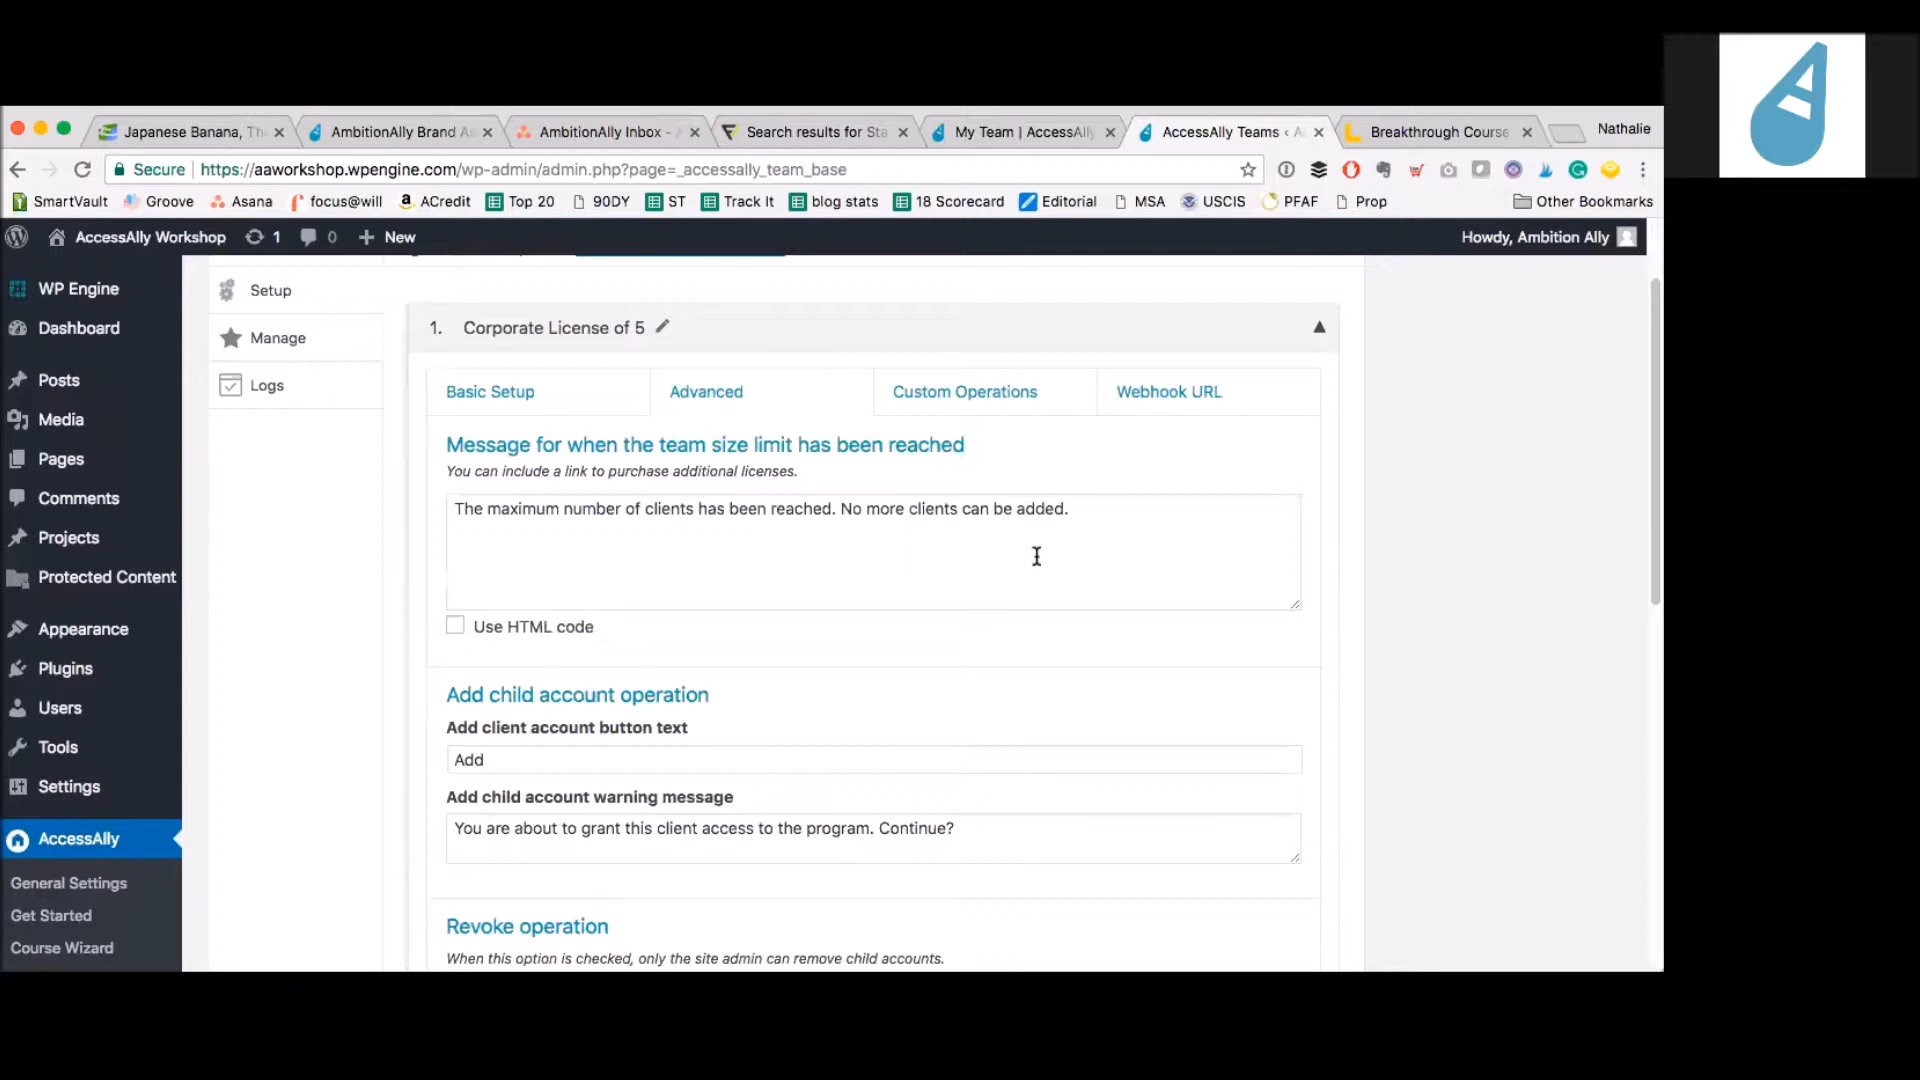 Japanese Banana, Th
AmbitionAlly Brand A
AmbitionAlly Inbox -
Search results for Sta
My Team | AccessAlly
AccessAlly Teams ‹ A
Breakthrough Course
Nathalie
Secure
https://aaworkshop.wpengine.com/wp-admin/admin.php?page=_accessally_team_base
SmartVault
Groove
Asana
focus@will
ACredit
Top 20
90DY
ST
Track It
blog stats
18 Scorecard
Editorial
MSA
USCIS
PFAF
Prop
Other Bookmarks
AccessAlly Workshop
1
0
New
Howdy, Ambition Ally
WP Engine
Dashboard
Posts
Media
Pages
Comments
Projects
Protected Content
Appearance
Plugins
Users
Tools
Settings
AccessAlly
General Settings
Get Started
Course Wizard
Setup
Manage
Logs
1. Corporate License of 5
Basic Setup
Advanced
Custom Operations
Webhook URL
Message for when the team size limit has been reached
You can include a link to purchase additional licenses.
The maximum number of clients has been reached. No more clients can be added.
Use HTML code
Add child account operation
Add client account button text
Add
Add child account warning message
You are about to grant this client access to the program. Continue?
Revoke operation
When this option is checked, only the site admin can remove child accounts.